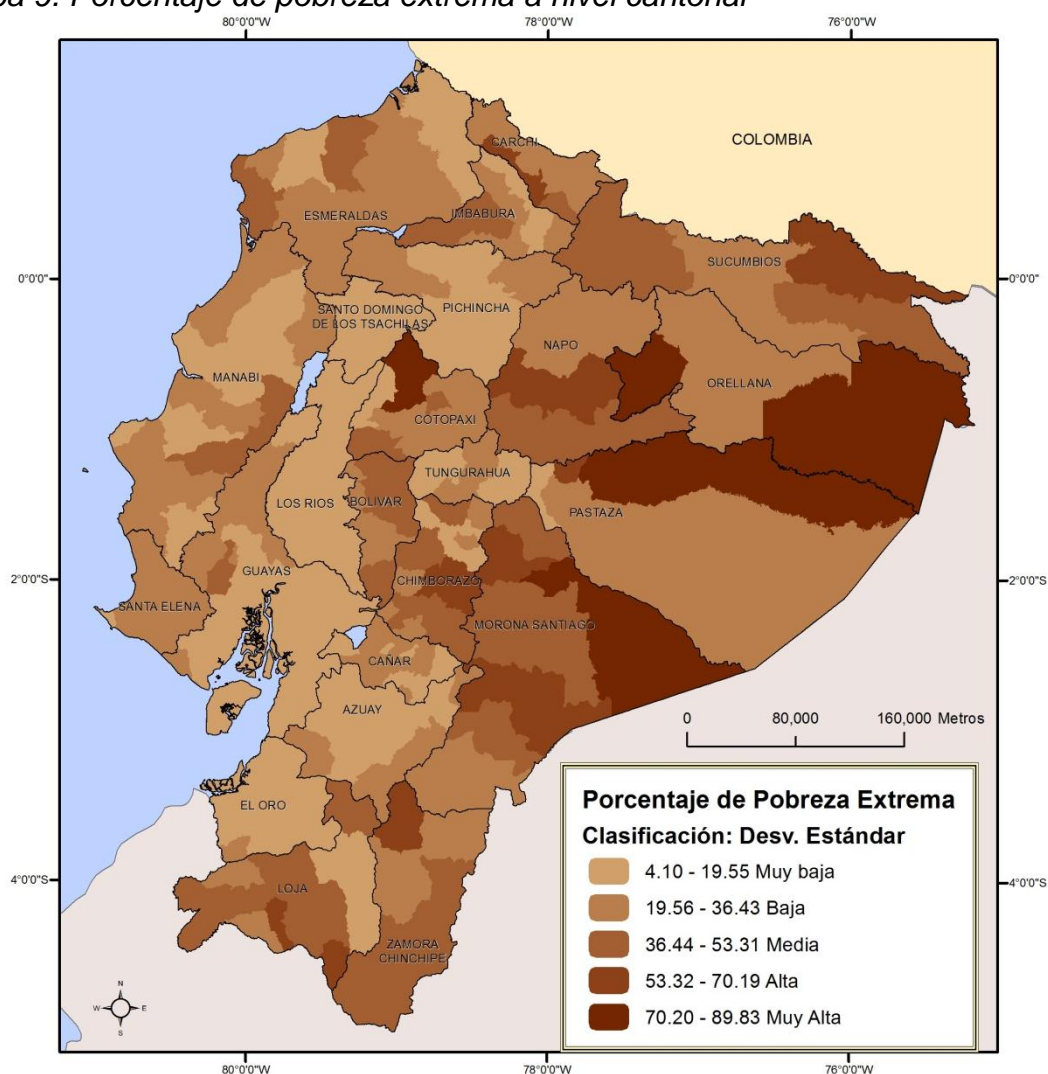 9. Porcentaje de pobreza extrema a nivel cantonal
80°0'0"W 78°0'0"W 76°0'0"W
COLOMBIA
CARCHI
ESMERALDAS
IMBABURA
SUCUMBIOS
0°0'0" 0°0'0"
PICHINCHA
SANTO DOMINGO
DE LOS TSACHILAS
NAPO
MANABI
ORELLANA
COTOPAXI
TUNGURAHUA
LOS RIOS
BOLIVAR
PASTAZA
GUAYAS
CHIMBORAZO
2°0'0"S 2°0'0"S
SANTA ELENA
MORONA SANTIAGO
CAÑAR
AZUAY
0 80,000 160,000 Metros
EL ORO
LOJA
4°0'0"S 4°0'0"S
ZAMORA
CHINCHIPE
Porcentaje de Pobreza Extrema
Clasificación: Desv. Estándar
4.10 - 19.55 Muy baja
19.56 - 36.43 Baja
36.44 - 53.31 Media
53.32 - 70.19 Alta
70.20 - 89.83 Muy Alta
N
W E
S
80°0'0"W 78°0'0"W 76°0'0"W